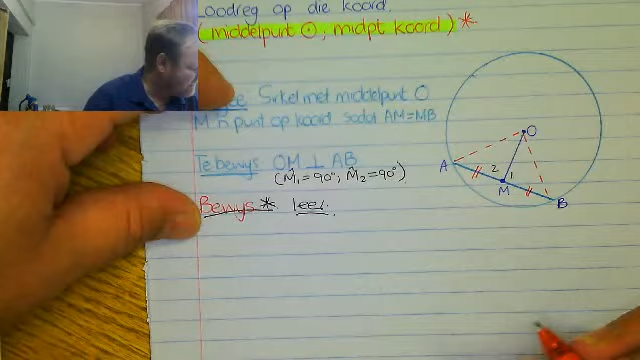 Loodreg op die koord.
(middelpunt ⊙; midpt koord) *
Sirkel met middelpunt O
M 'n punt op koord sodat AM=MB
Te bewys OM ⊥ AB
(M̂₁=90°; M̂₂=90°)
Bewys * leer.
O
A
2
1
M
B